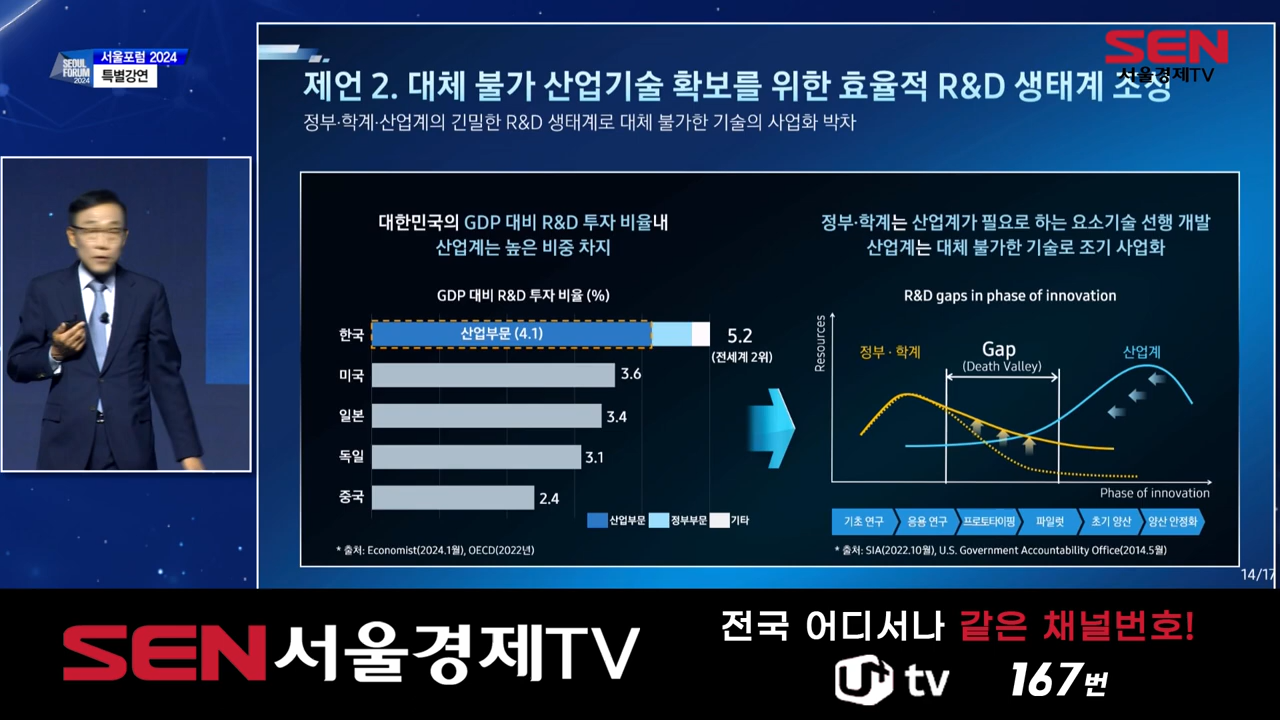 SEOUL
FORUM
2024
서울포럼 2024
특별강연
SEN
서울경제TV
제언 2. 대체 불가 산업기술 확보를 위한 효율적 R&D 생태계 조성
정부·학계·산업계의 긴밀한 R&D 생태계로 대체 불가한 기술의 사업화 박차
대한민국의 GDP 대비 R&D 투자 비율내
산업계는 높은 비중 차지
GDP 대비 R&D 투자 비율 (%)
한국
산업부문 (4.1)
5.2
(전세계 2위)
미국
3.6
일본
3.4
독일
3.1
중국
2.4
산업부문
정부부문
기타
* 출처: Economist(2024.1월), OECD(2022년)
정부·학계는 산업계가 필요로 하는 요소기술 선행 개발
산업계는 대체 불가한 기술로 조기 사업화
R&D gaps in phase of innovation
Resources
정부 · 학계
Gap
(Death Valley)
산업계
Phase of innovation
기초 연구
응용 연구
프로토타이핑
파일럿
초기 양산
양산 안정화
* 출처: SIA(2022.10월), U.S. Government Accountability Office(2014.5월)
14/17
SEN서울경제TV
전국 어디서나 같은 채널번호!
U+ tv
167번